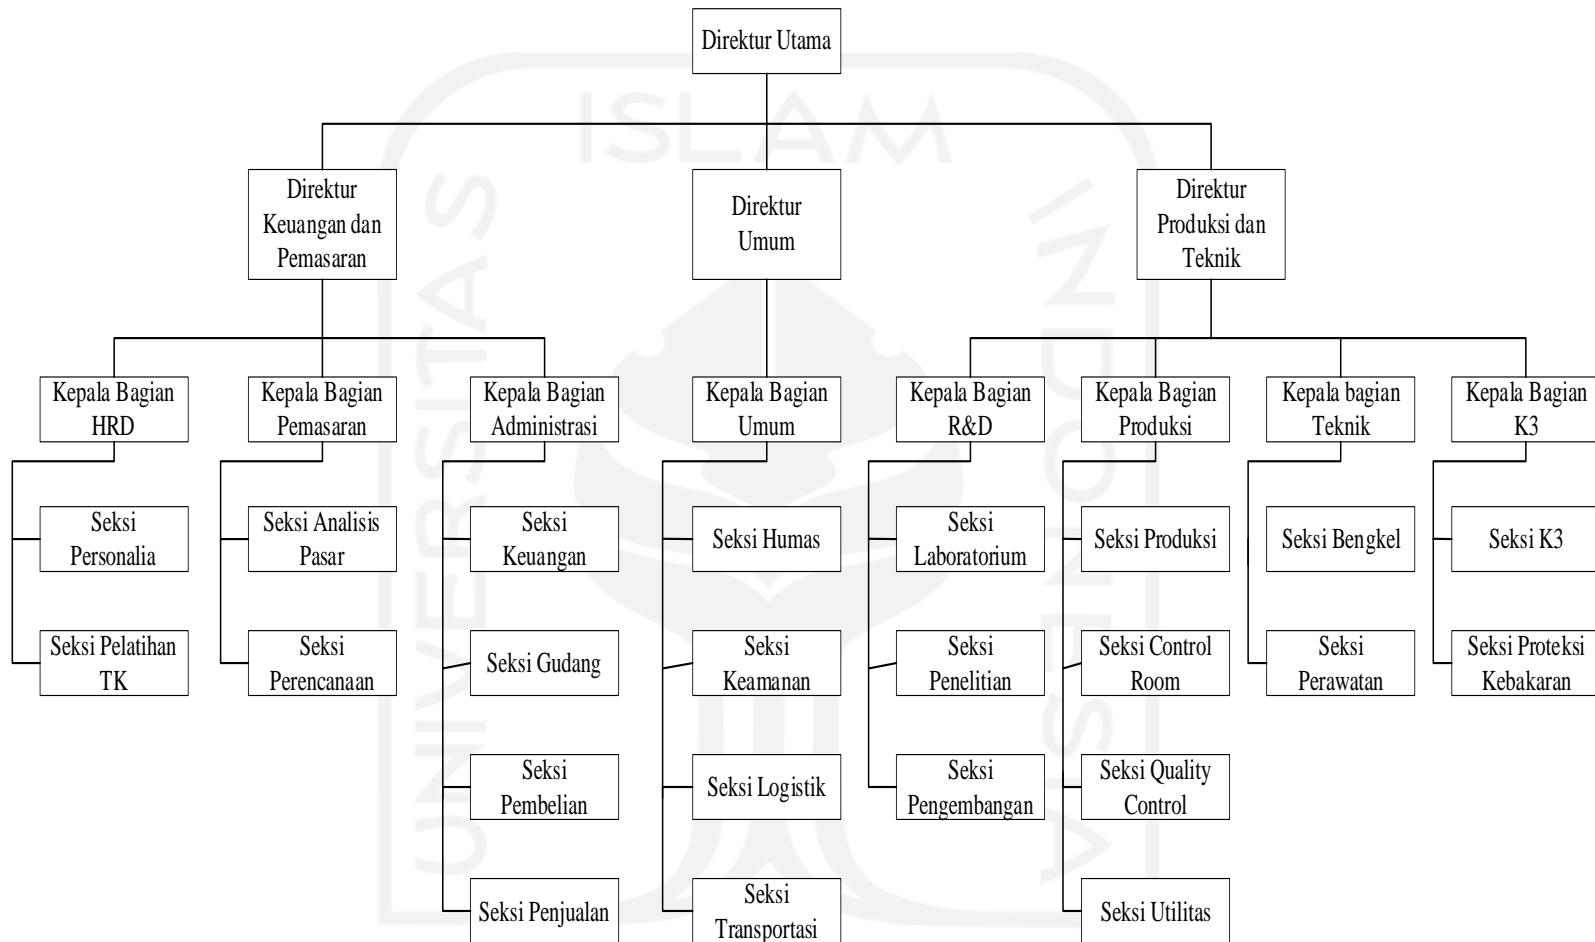 Direktur Utama
Direktur
Keuangan dan
Pemasaran
Direktur
Umum
Direktur
Produksi dan
Teknik
Kepala Bagian
HRD
Kepala Bagian
Pemasaran
Kepala Bagian
Administrasi
Kepala Bagian
Umum
Kepala Bagian
R&D
Kepala Bagian
Produksi
Kepala bagian
Teknik
Kepala Bagian
K3
Seksi
Personalia
Seksi Analisis
Pasar
Seksi
Keuangan
Seksi Humas
Seksi
Laboratorium
Seksi Produksi
Seksi Bengkel
Seksi K3
Seksi Pelatihan
TK
Seksi
Perencanaan
Seksi Gudang
Seksi
Keamanan
Seksi
Penelitian
Seksi Control
Room
Seksi
Perawatan
Seksi Proteksi
Kebakaran
Seksi
Pembelian
Seksi Logistik
Seksi
Pengembangan
Seksi Quality
Control
Seksi Penjualan
Seksi
Transportasi
Seksi Utilitas
UNIVERSITAS
ISLAM
INDONESIA